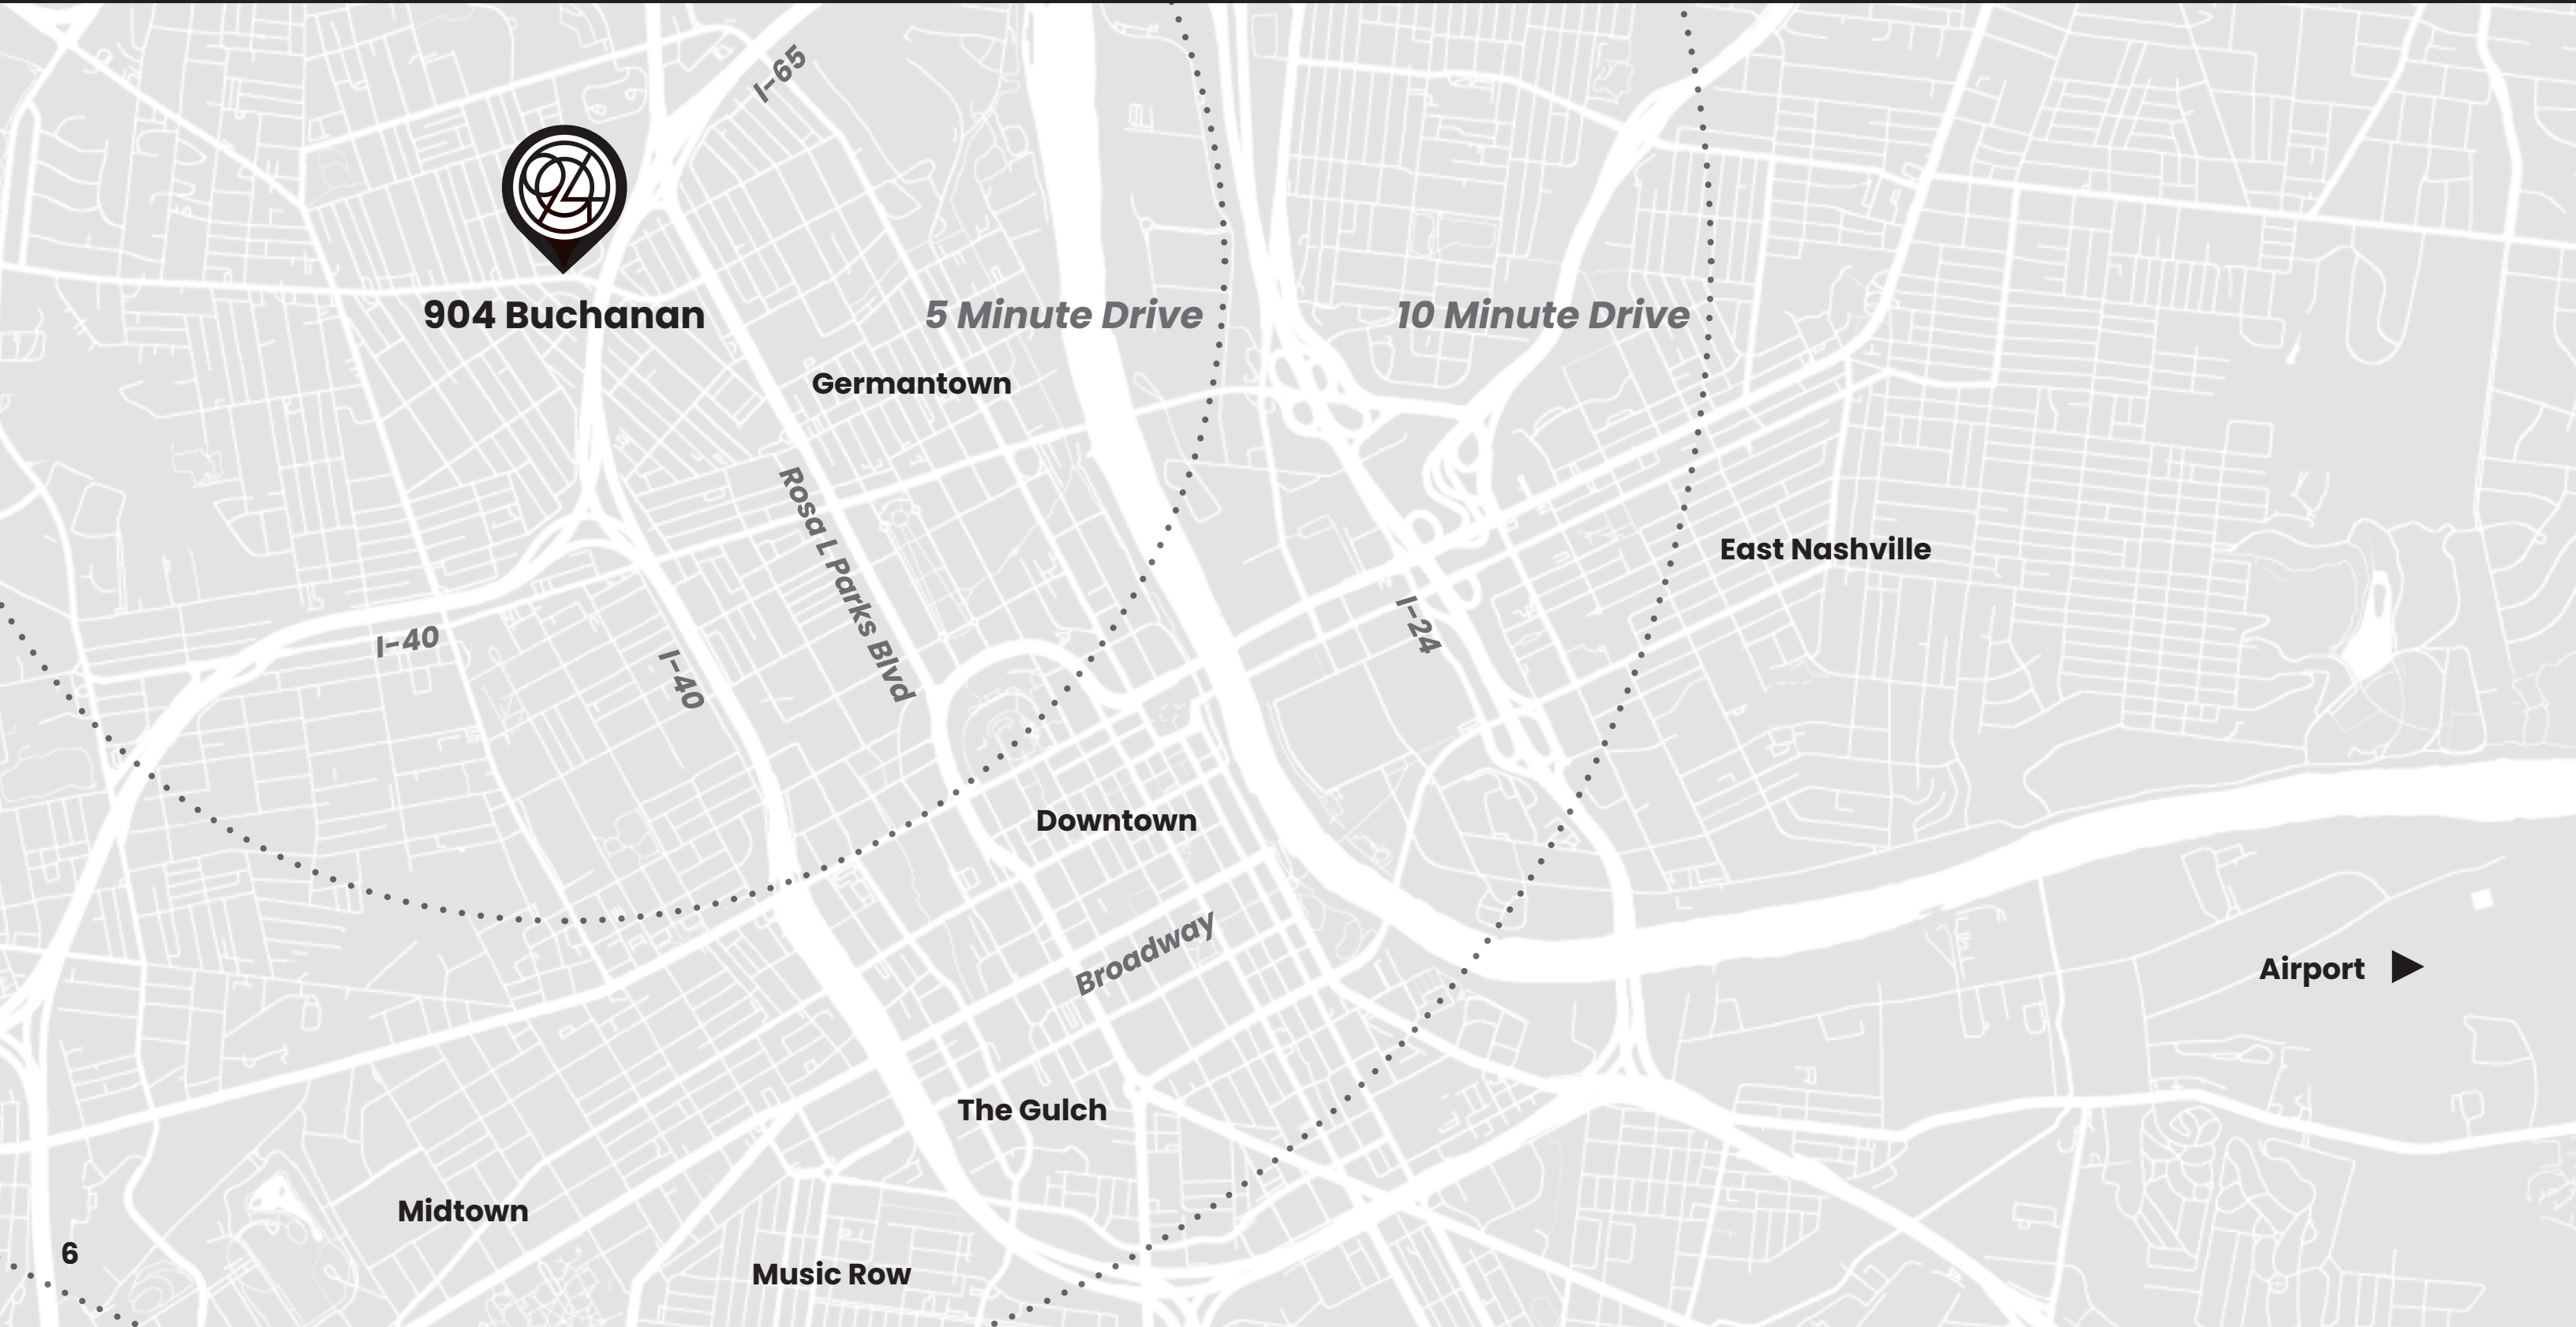 I-65
904
904 Buchanan
5 Minute Drive
10 Minute Drive
Germantown
Rosa L Parks Blvd
East Nashville
I-24
I-40
I-40
Downtown
Broadway
Airport
The Gulch
Midtown
6
Music Row